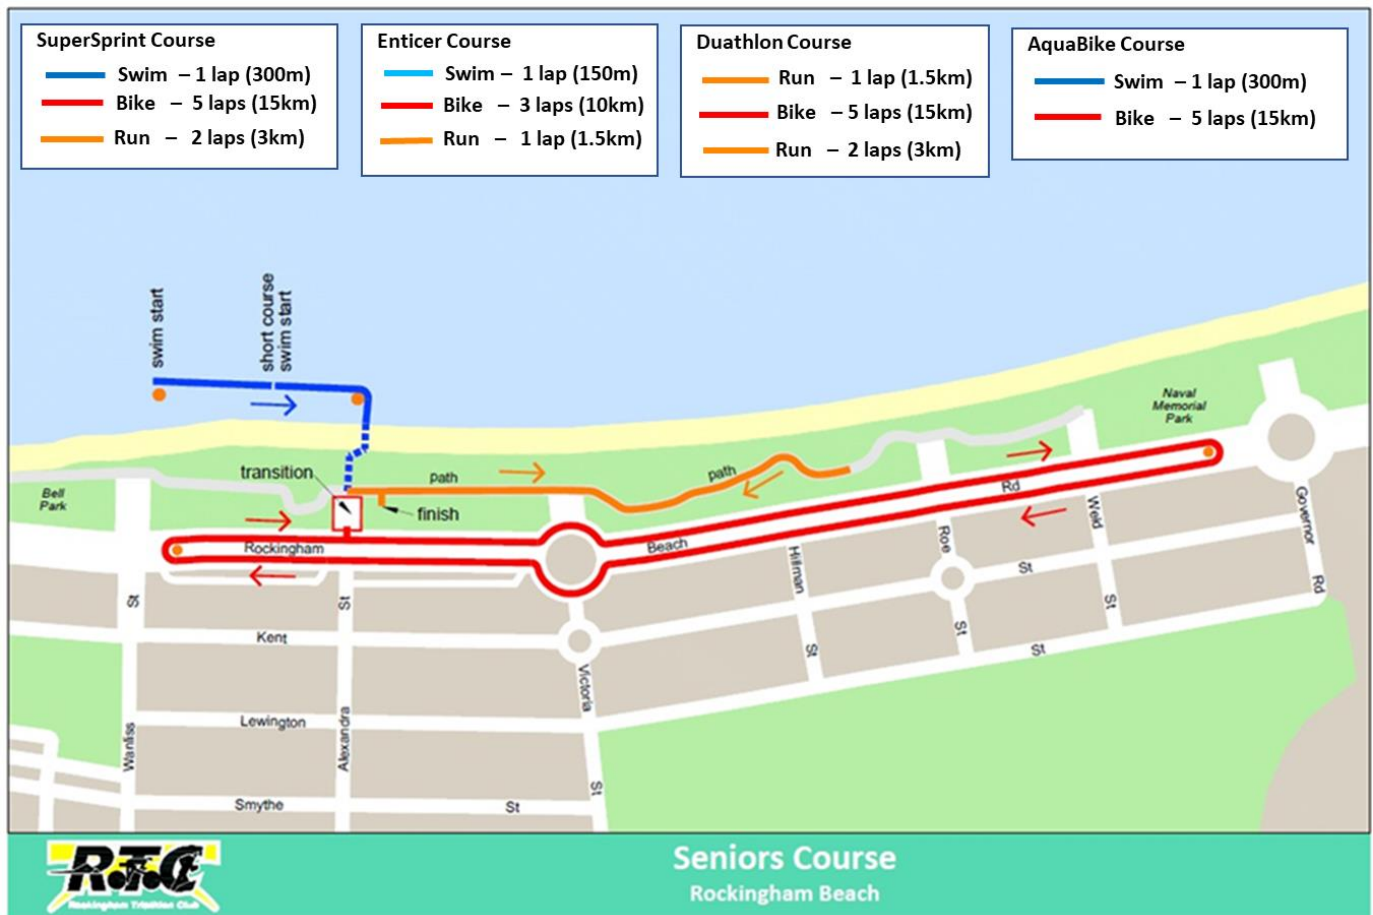 SuperSprint Course
Swim – 1 lap (300m)
Bike – 5 laps (15km)
Run – 2 laps (3km)
Enticer Course
Swim – 1 lap (150m)
Bike – 3 laps (10km)
Run – 1 lap (1.5km)
Duathlon Course
Run – 1 lap (1.5km)
Bike – 5 laps (15km)
Run – 2 laps (3km)
AquaBike Course
Swim – 1 lap (300m)
Bike – 5 laps (15km)
swim start
short course
swim start
Naval
Memorial
Park
transition
path
path
finish
Bell
Park
Rockingham
Beach
Rd
Wanliss
St
Alexandra
St
Victoria
St
Hillman
St
Roe
St
Weld
St
Governor
Rd
Kent
St
Lewington
St
Smythe
St
RTC
Rockingham Triathlon Club
Seniors Course
Rockingham Beach